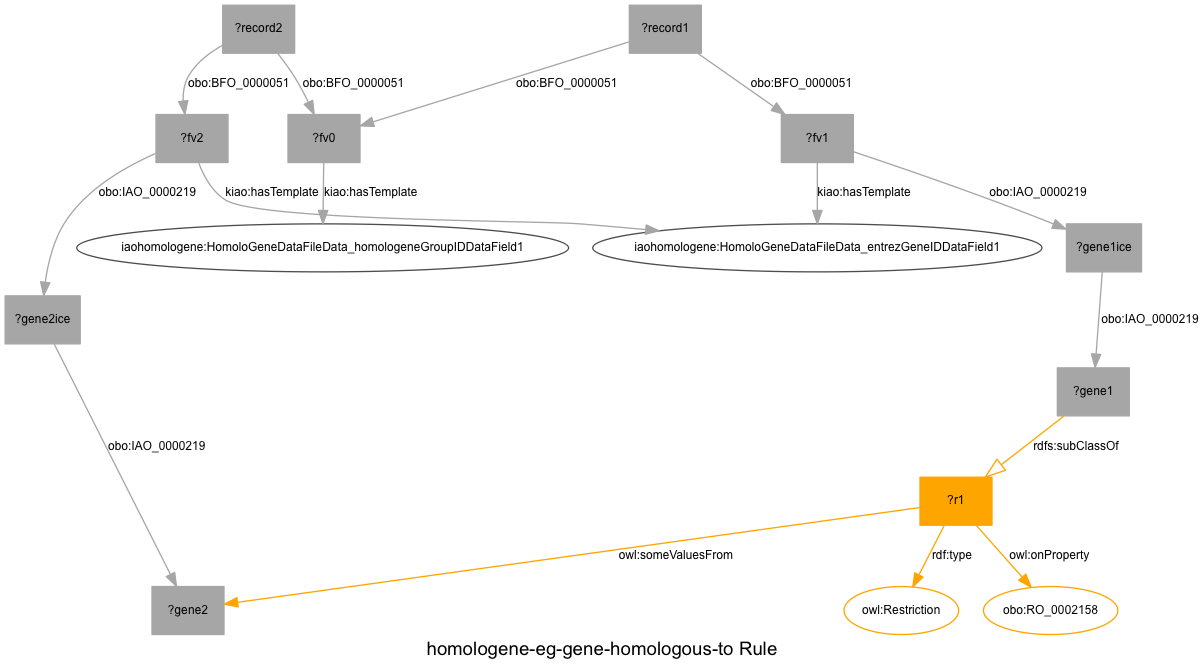 ?record2
?record1
obo:BFO_0000051
obo:BFO_0000051
obo:BFO_0000051
obo:BFO_0000051
?fv2
?fv0
?fv1
obo:IAO_0000219
kiao:hasTemplate
kiao:hasTemplate
kiao:hasTemplate
obo:IAO_0000219
iaohomologene:HomoloGeneDataFileData_homologeneGroupIDDataField1
iaohomologene:HomoloGeneDataFileData_entrezGeneIDDataField1
?gene1ice
?gene2ice
obo:IAO_0000219
?gene1
obo:IAO_0000219
rdfs:subClassOf
?r1
owl:someValuesFrom
rdf:type
owl:onProperty
?gene2
owl:Restriction
obo:RO_0002158
homologene-eg-gene-homologous-to Rule